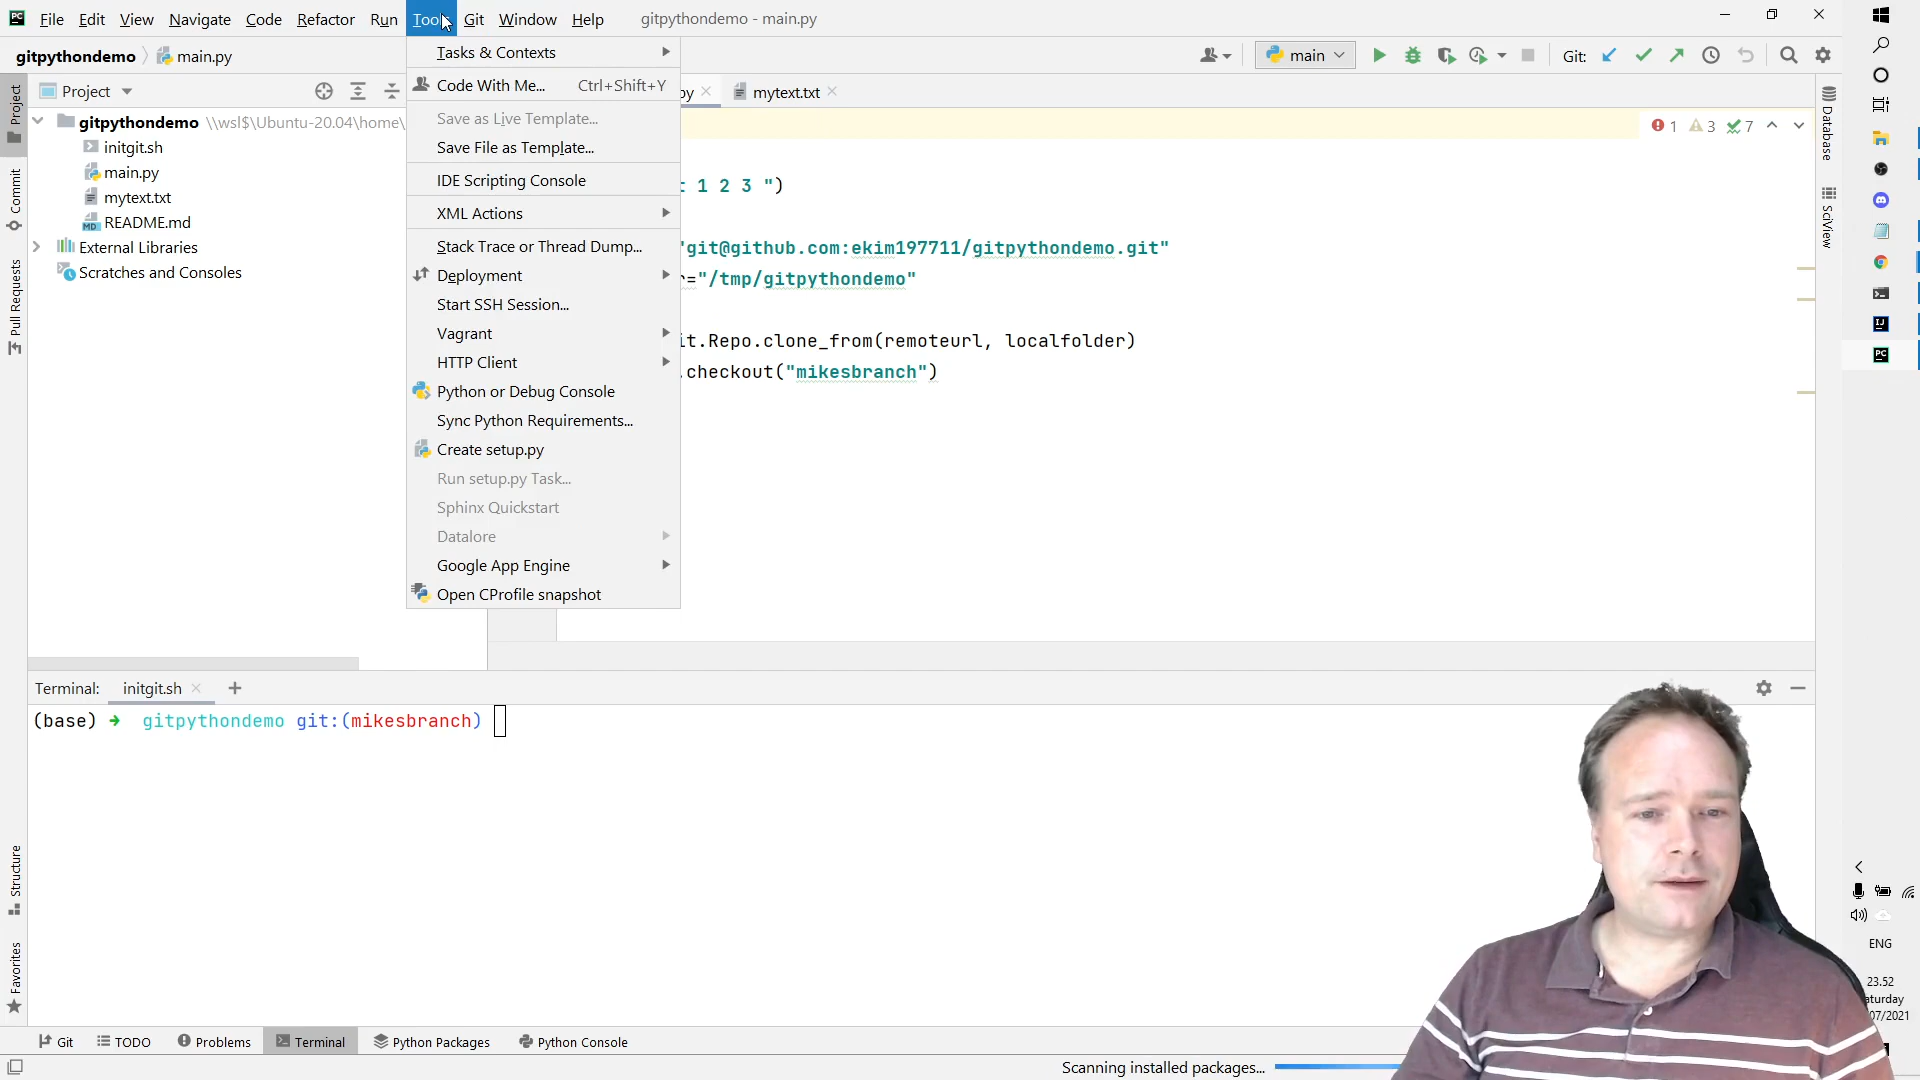 File Edit View Navigate Code Refactor Run Tools Git Window Help gitpythondemo - main.py
gitpythondemo main.py
main
Git:
Project
py
mytext.txt
gitpythondemo \\wsl$\Ubuntu-20.04\home\
initgit.sh
main.py
mytext.txt
README.md
External Libraries
Scratches and Consoles
Tasks & Contexts
Code With Me... Ctrl+Shift+Y
Save as Live Template...
Save File as Template...
IDE Scripting Console
XML Actions
Stack Trace or Thread Dump...
Deployment
Start SSH Session...
Vagrant
HTTP Client
Python or Debug Console
Sync Python Requirements...
Create setup.py
Run setup.py Task...
Sphinx Quickstart
Datalore
Google App Engine
Open CProfile snapshot
1 3 7
1 2 3 ")
"git@github.com:ekim197711/gitpythondemo.git"
="/tmp/gitpythondemo"
it.Repo.clone_from(remoteurl, localfolder)
.checkout("mikesbranch")
Project
Commit
Pull Requests
Structure
Favorites
Database
SciView
Terminal: initgit.sh
(base) → gitpythondemo git:(mikesbranch)
Git TODO Problems Terminal Python Packages Python Console
Scanning installed packages...
ENG
23.52
aturday
07/2021